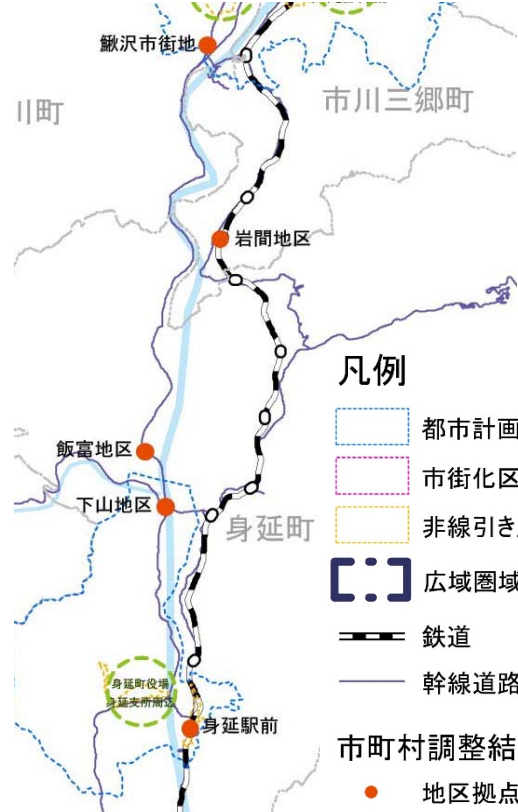 鰍沢市街地
川町
市川三郷町
岩間地区
凡例
都市計画
飯富地区
市街化区
下山地区
身延町
非線引き
広域圏域
鉄道
身延町役場
身延支所周辺
幹線道路
身延駅前
市町村調整結
地区拠点